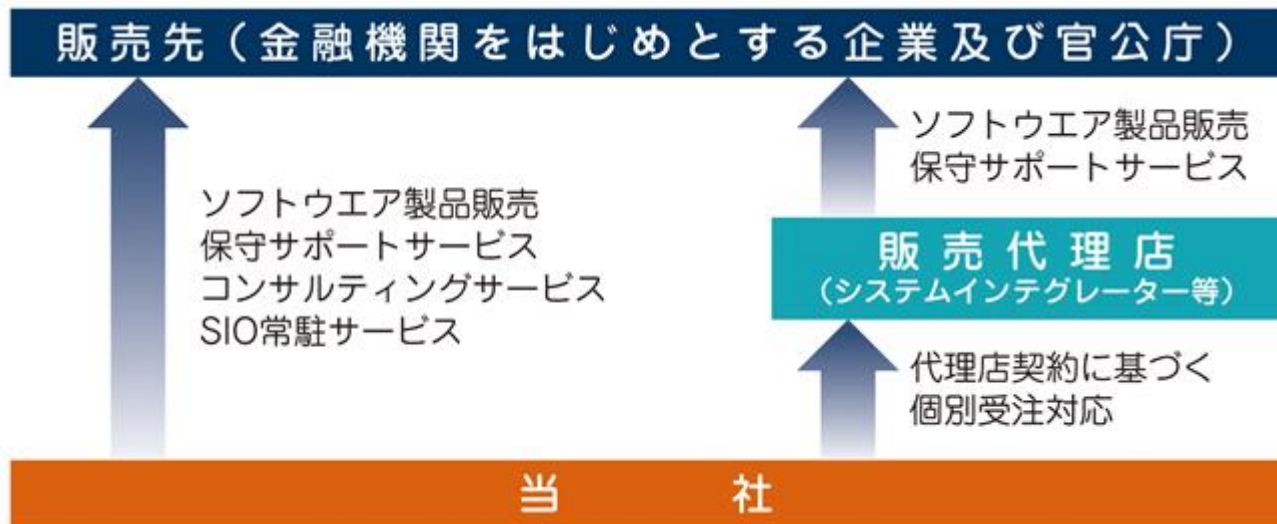 販売先（金融機関をはじめとする企業及び官公庁）
ソフトウエア製品販売
保守サポートサービス
コンサルティングサービス
SIO常駐サービス
ソフトウエア製品販売
保守サポートサービス
販売代理店
（システムインテグレーター等）
代理店契約に基づく
個別受注対応
当社